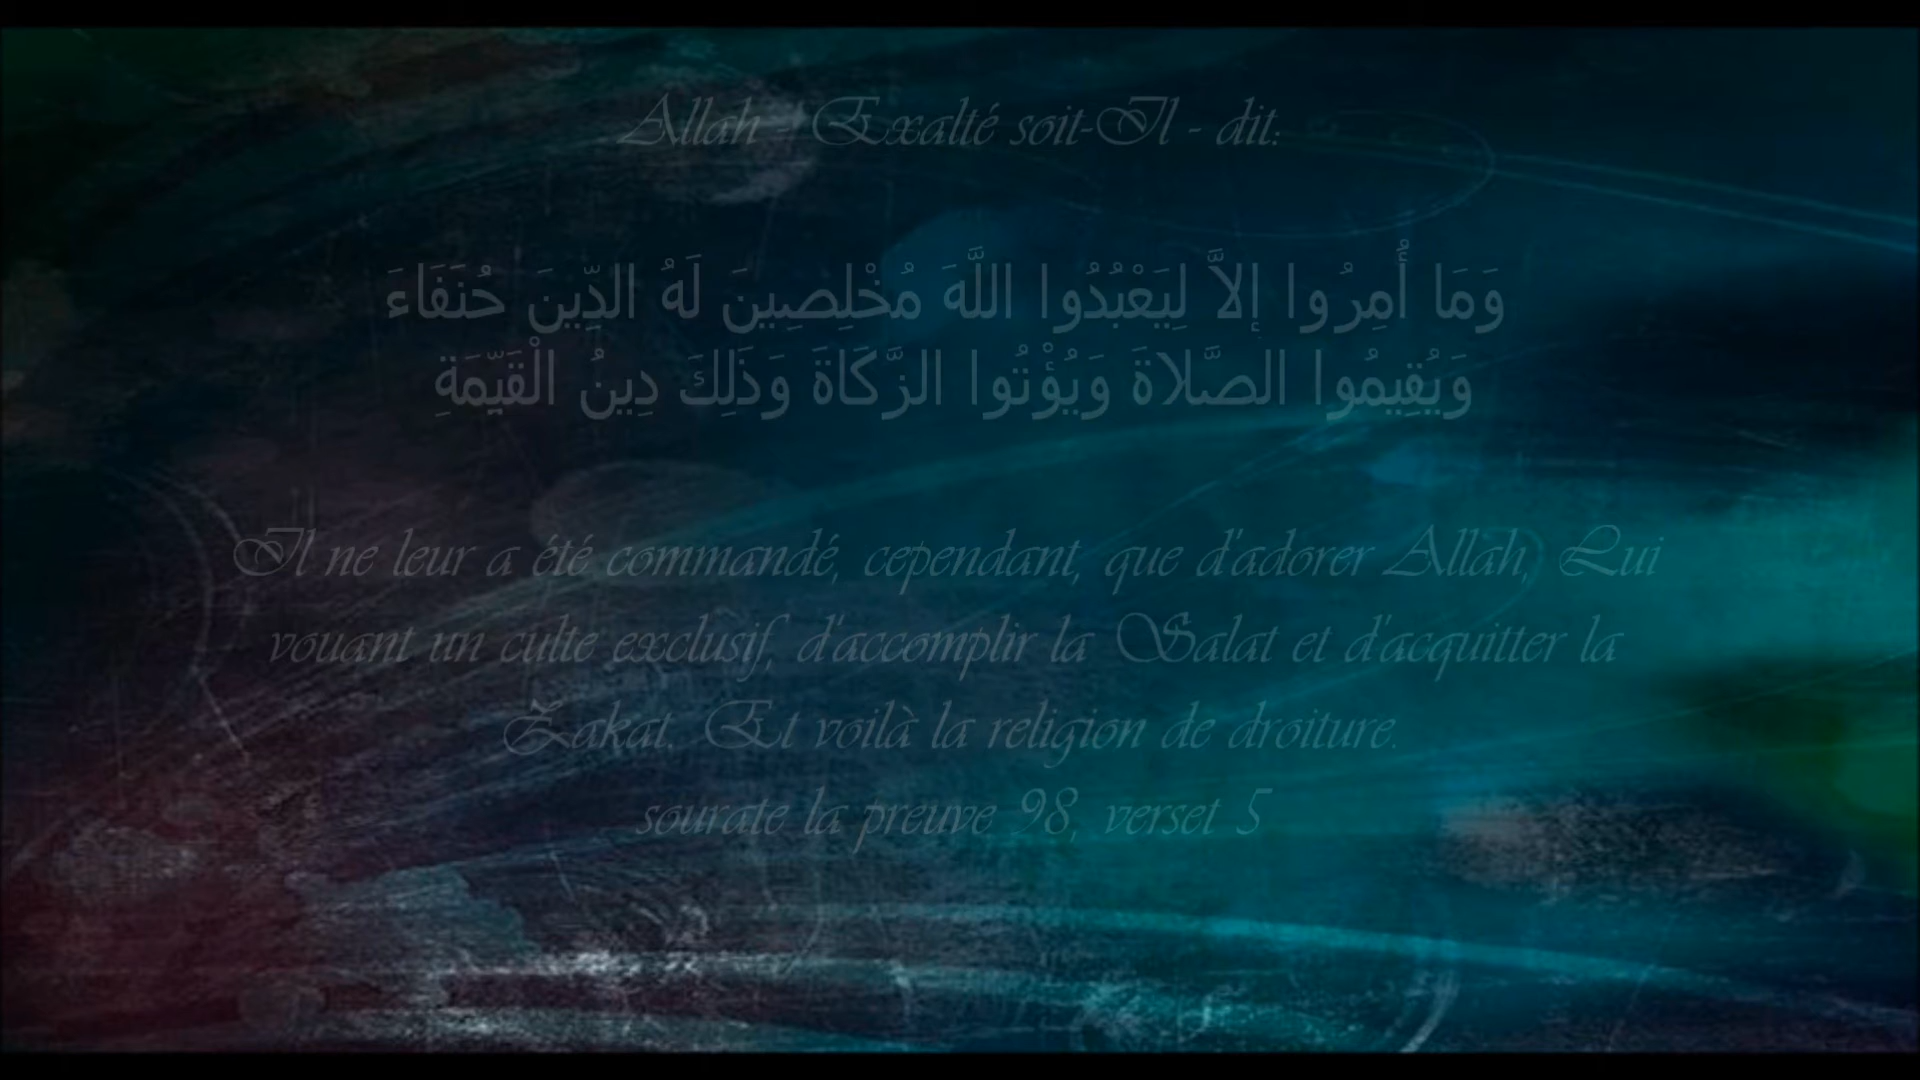 Allah - Exalté soit-Il - dit:
وَمَا أُمِرُوا إِلاَّ لِيَعْبُدُوا اللَّهَ مُخْلِصِينَ لَهُ الدِّينَ حُنَفَاءَ
وَيُقِيمُوا الصَّلاةَ وَيُؤْتُوا الزَّكَاةَ وَذَلِكَ دِينُ الْقَيِّمَةِ
Il ne leur a été commandé, cependant, que d'adorer Allah, Lui
vouant un culte exclusif, d'accomplir la Salat et d'acquitter la
Zakat. Et voilà la religion de droiture.
sourate la preuve 98, verset 5